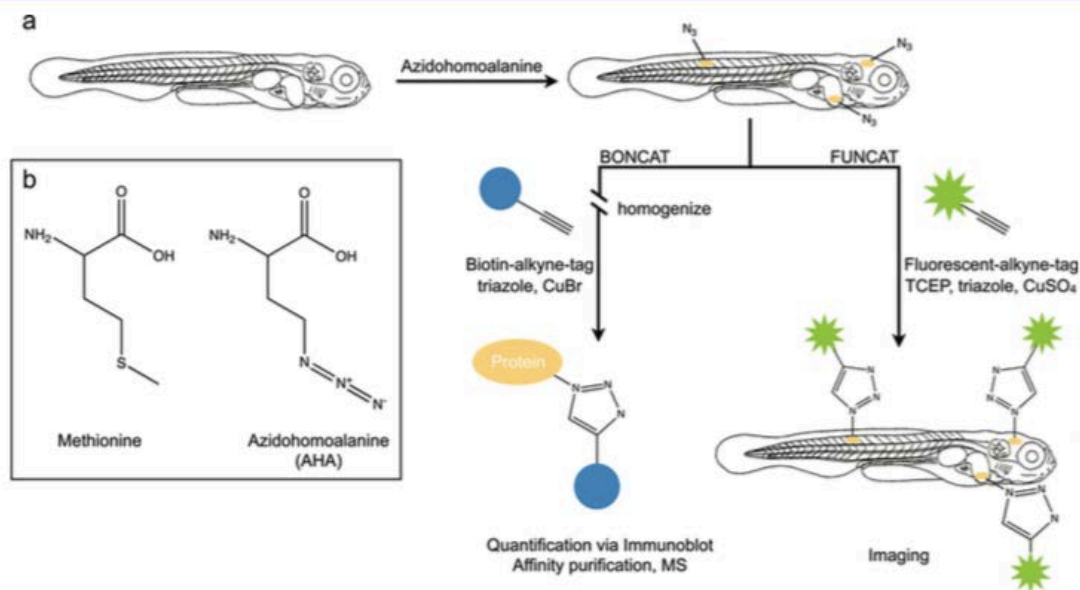 a
Azidohomoalanine
N₃
N₃
N₃
BONCAT
FUNCAT
homogenize
Biotin-alkyne-tag
triazole, CuBr
Fluorescent-alkyne-tag
TCEP, triazole, CuSO₄
Protein
N
N
N
Quantification via Immunoblot
Affinity purification, MS
N
N
N
N
N
N
N
N
N
Imaging
b
O
NH₂
OH
S
Methionine
O
NH₂
OH
N
N⁺
N⁻
Azidohomoalanine
(AHA)